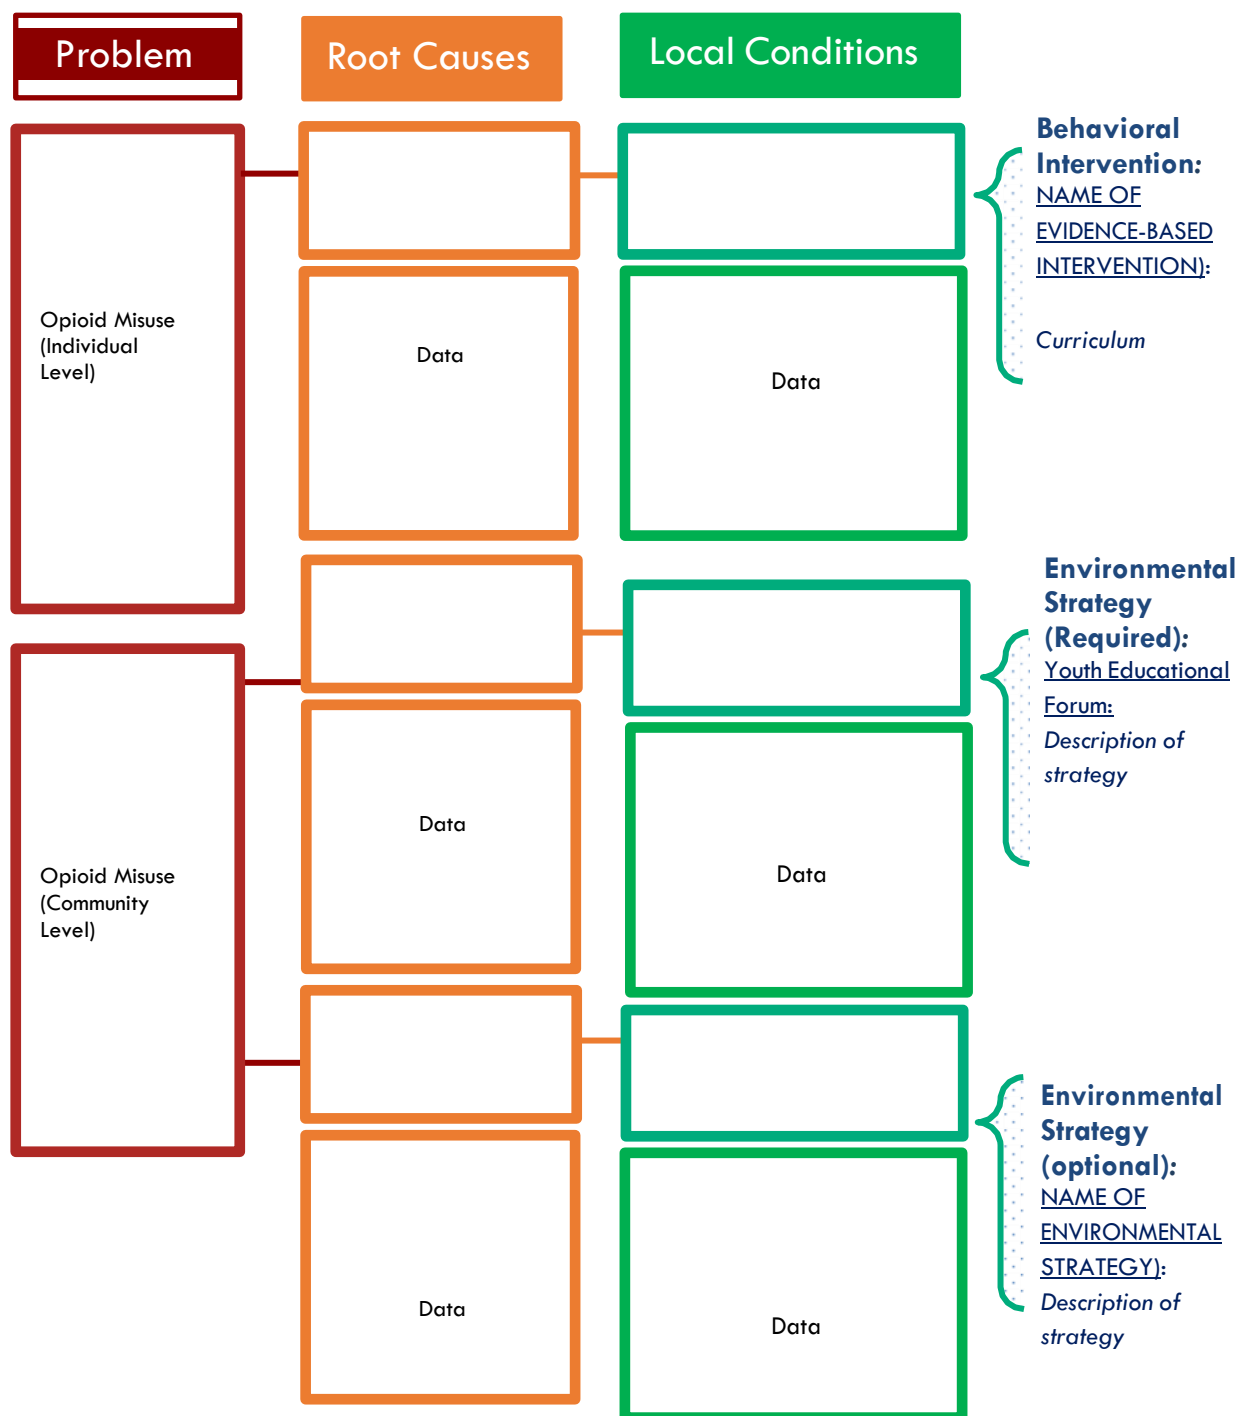 Problem
Root Causes
Local Conditions
Opioid Misuse
(Individual
Level)
Data
Data
Behavioral
Intervention:
NAME OF
EVIDENCE-BASED
INTERVENTION):
Curriculum
Opioid Misuse
(Community
Level)
Data
Data
Environmental
Strategy
(Required):
Youth Educational
Forum:
Description of
strategy
Data
Data
Environmental
Strategy
(optional):
NAME OF
ENVIRONMENTAL
STRATEGY):
Description of
strategy